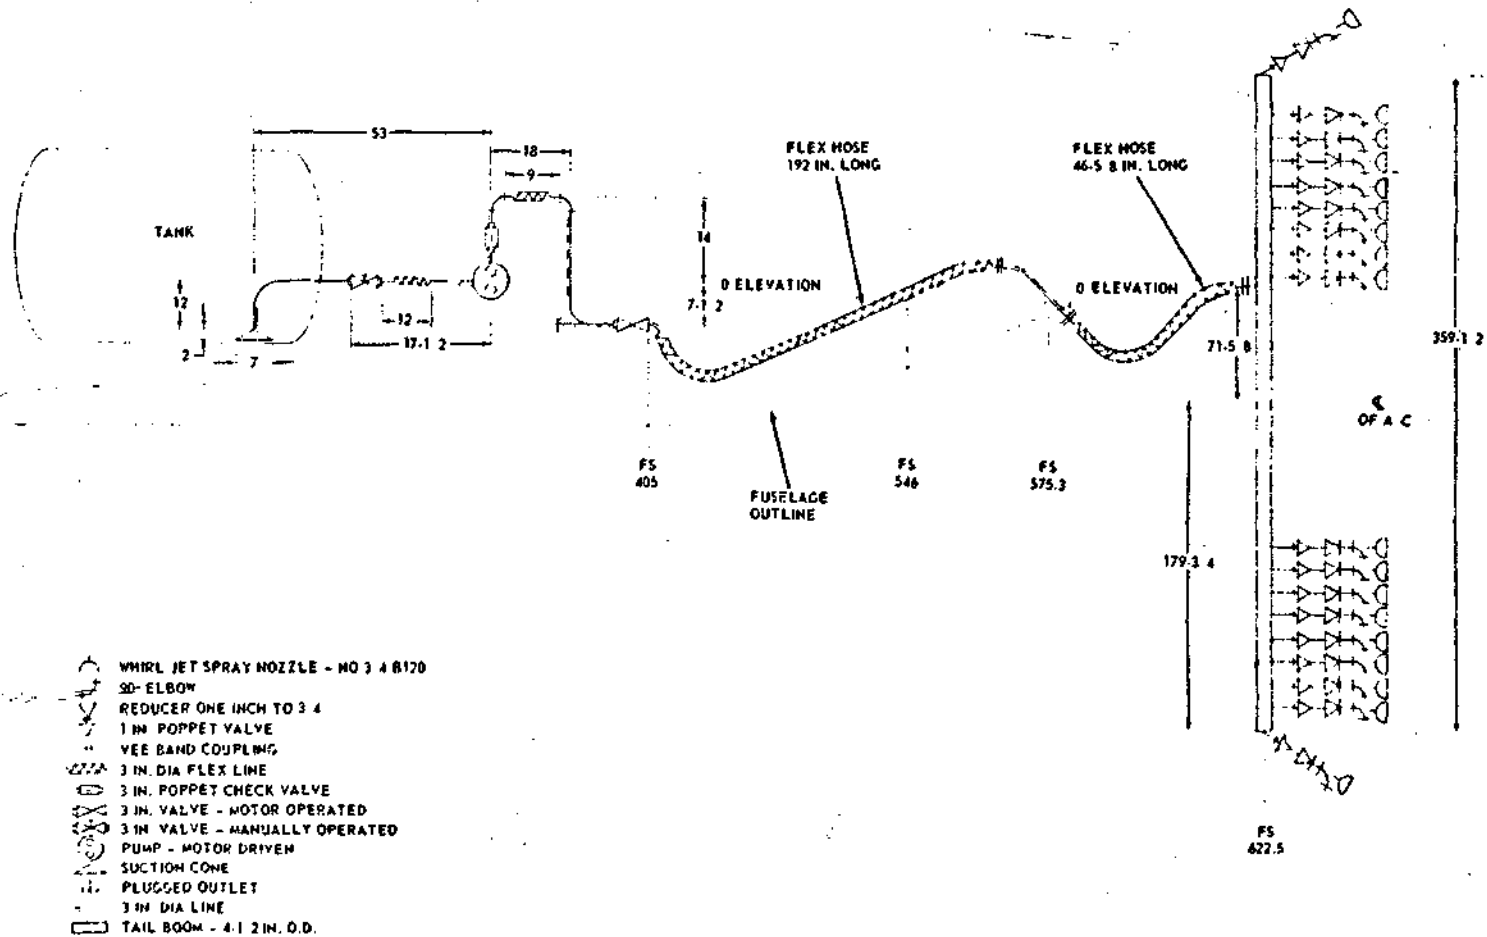 53
18
9
FLEX HOSE
192 IN. LONG
FLEX HOSE
46-5 8 IN. LONG
TANK
14
0 ELEVATION
0 ELEVATION
12
7-1 2
12
17-1 2
2
7
71-5 8
359-1 2
OF A C
FS
405
FS
546
FS
575.3
FUSELAGE
OUTLINE
179-3 4
WHIRL JET SPRAY NOZZLE - NO 3 4 B120
90- ELBOW
REDUCER ONE INCH TO 3 4
1 IN POPPET VALVE
VEE BAND COUPLING
3 IN. DIA FLEX LINE
3 IN. POPPET CHECK VALVE
3 IN. VALVE - MOTOR OPERATED
3 IN VALVE - MANUALLY OPERATED
PUMP - MOTOR DRIVEN
SUCTION CONE
PLUGGED OUTLET
3 IN DIA LINE
TAIL BOOM - 4-1 2 IN. O.D.
FS
622.5